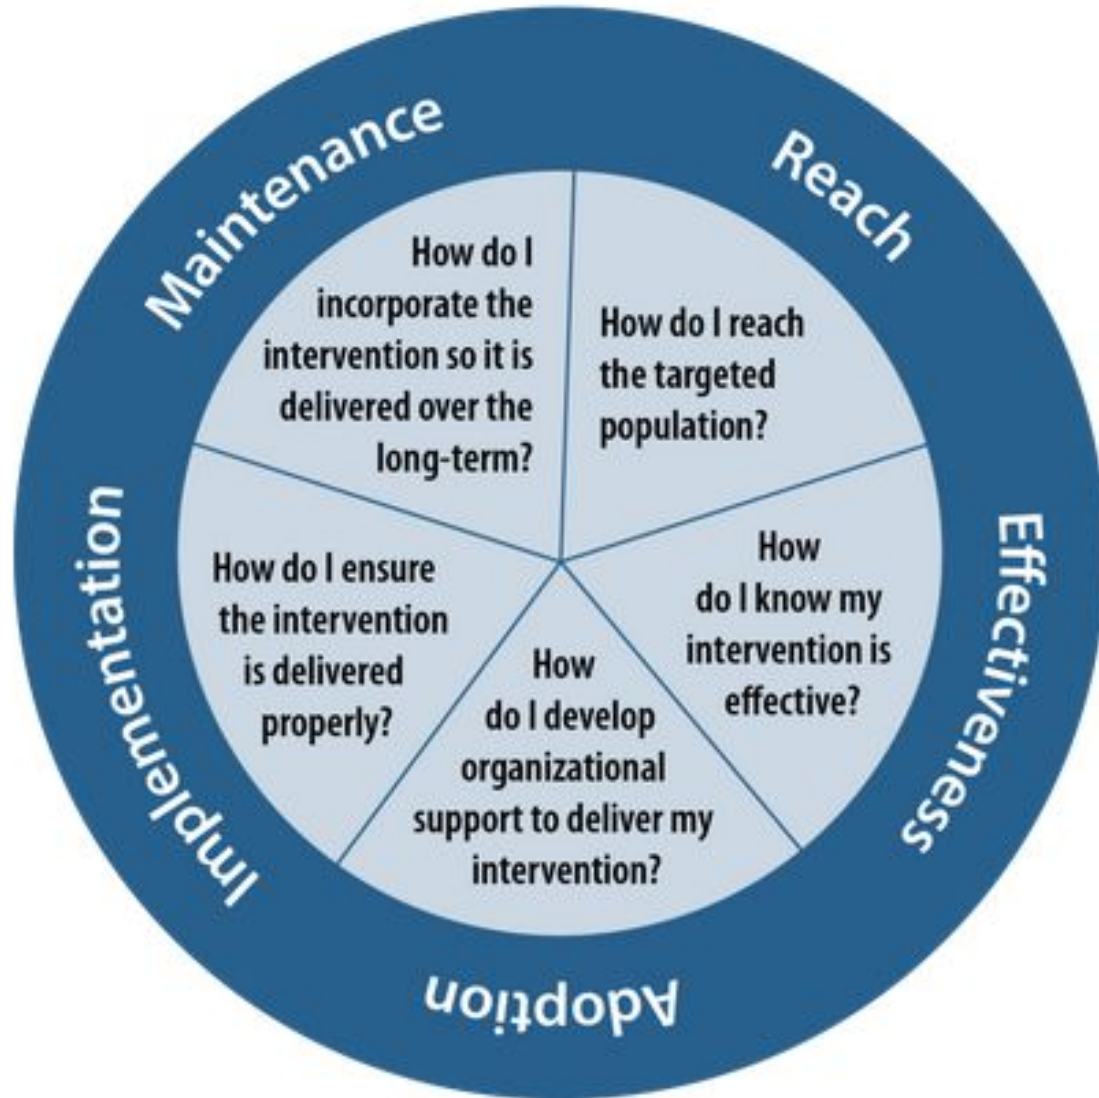 Reach
How do I reach
the targeted
population?
Effectiveness
How
do I know my
intervention is
effective?
Adoption
How
do I develop
organizational
support to deliver my
intervention?
Implementation
How do I ensure
the intervention
is delivered
properly?
Maintenance
How do I
incorporate the
intervention so it is
delivered over the
long-term?